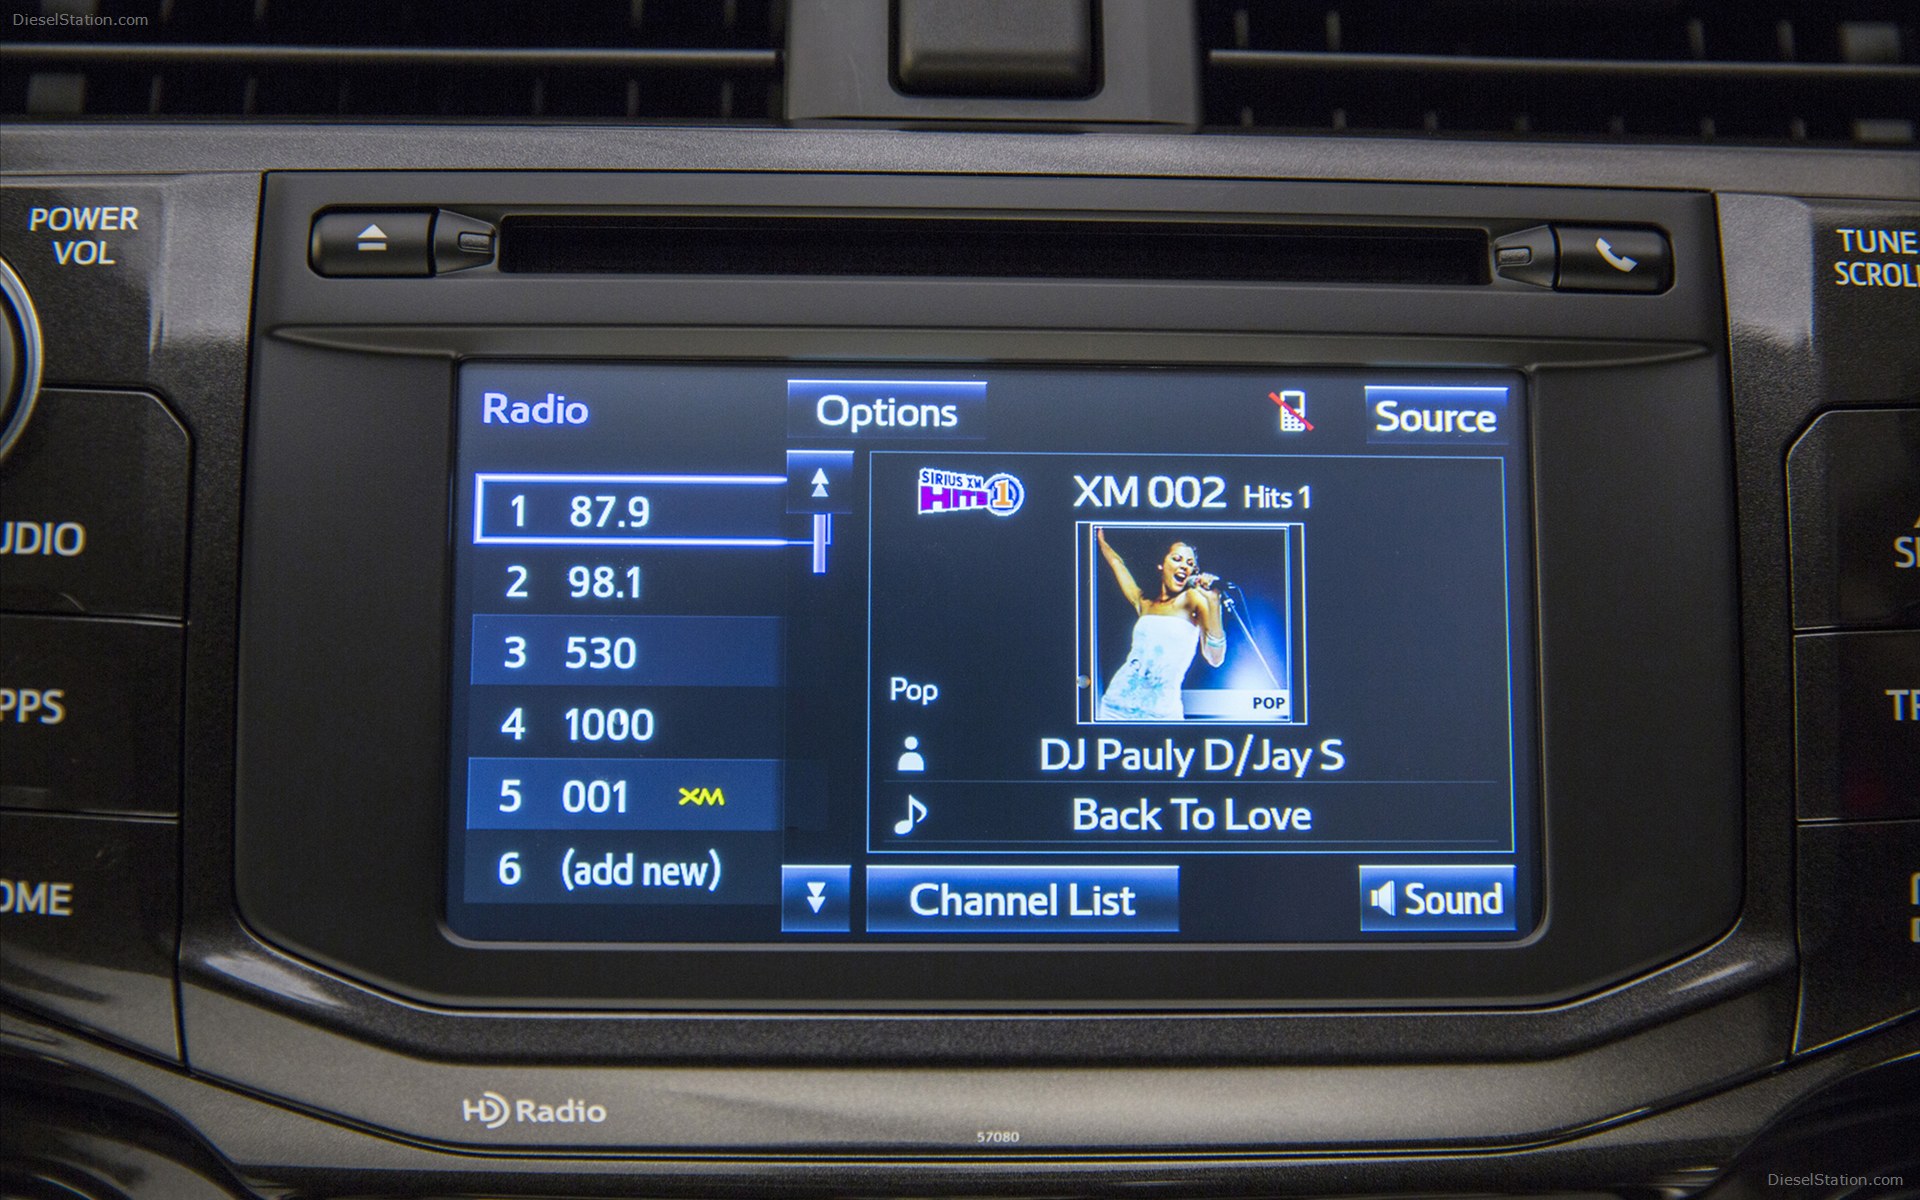 DieselStation.com
POWER
VOL
TUNE
SCROLL
Radio
Options
Source
1 87.9
2 98.1
3 530
4 1000
5 001 XM
6 (add new)
SIRIUS XM
Hits 1
XM 002 Hits 1
POP
Pop
DJ Pauly D/Jay S
Back To Love
Channel List
Sound
UDIO
PPS
OME
HD Radio
57080
DieselStation.com